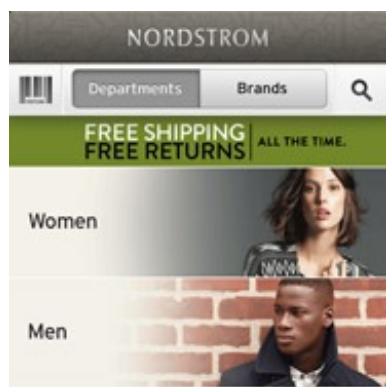 NORDSTROM
Departments Brands
FREE SHIPPING
FREE RETURNS ALL THE TIME.
Women
Men